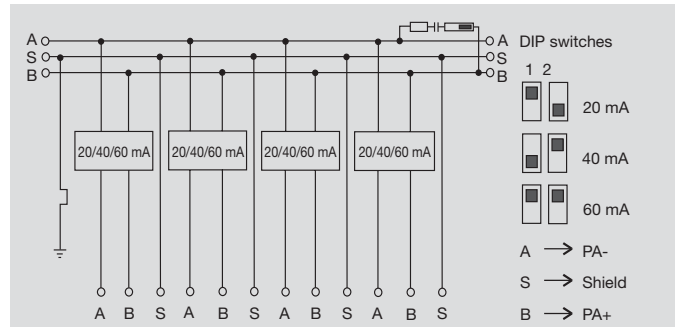 A A DIP switches
S S
B B
1 2
20 mA
20/40/60 mA 20/40/60 mA 20/40/60 mA 20/40/60 mA
40 mA
60 mA
A → PA-
S → Shield
A B S A B S A B S A B S
B → PA+